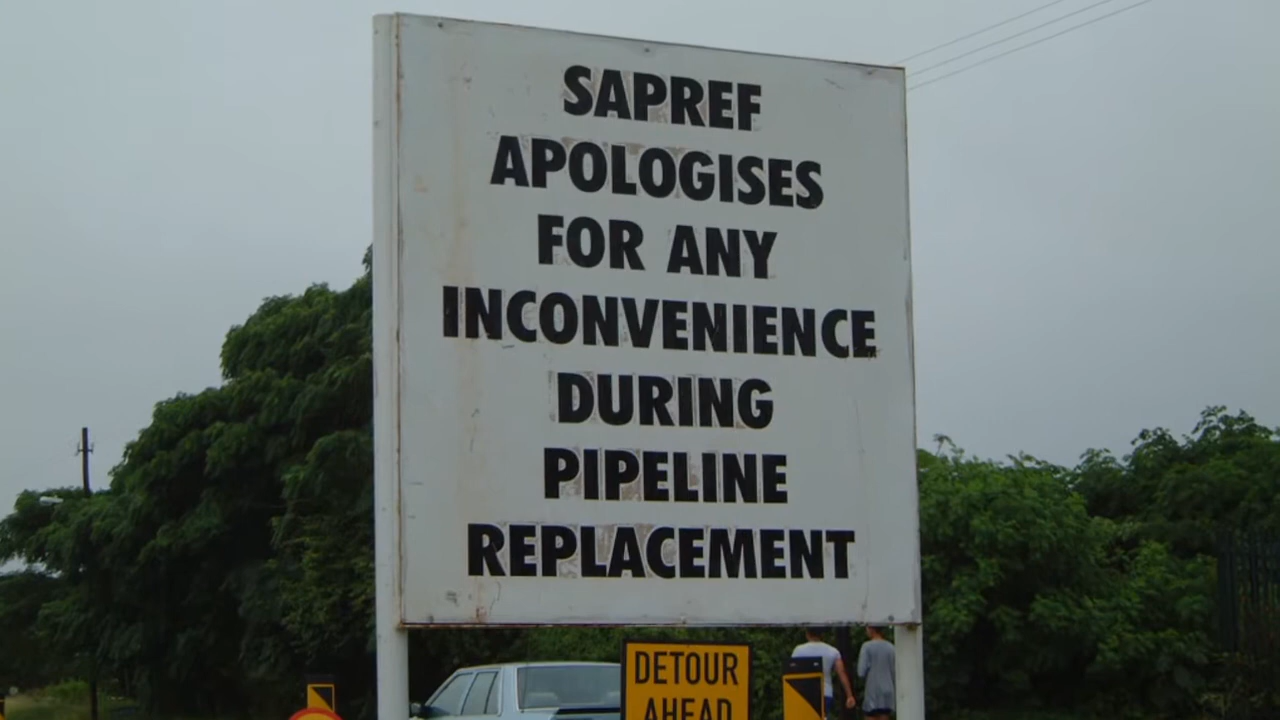 SAPREF
APOLOGISES
FOR ANY
INCONVENIENCE
DURING
PIPELINE
REPLACEMENT
DETOUR
AHEAD